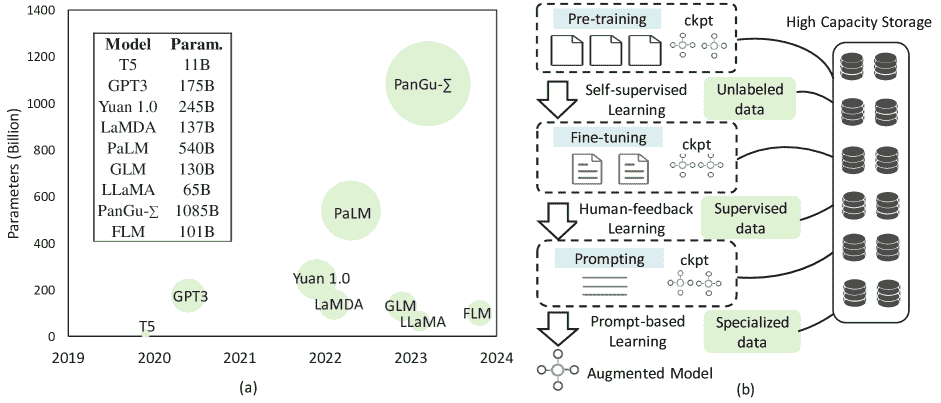 1400
1200
1000
800
600
400
200
0
Parameters (Billion)
Model Param.
T5 11B
GPT3 175B
Yuan 1.0 245B
LaMDA 137B
PaLM 540B
GLM 130B
LLaMA 65B
PanGu-∑ 1085B
FLM 101B
PanGu-∑
PaLM
Yuan 1.0
GPT3
LaMDA
GLM
LLaMA
FLM
T5
2019 2020 2021 2022 2023 2024
(a)
Pre-training ckpt
High Capacity Storage
Self-supervised
Learning
Unlabeled
data
Fine-tuning ckpt
Human-feedback
Learning
Supervised
data
Prompting ckpt
Prompt-based
Learning
Specialized
data
Augmented Model
(b)